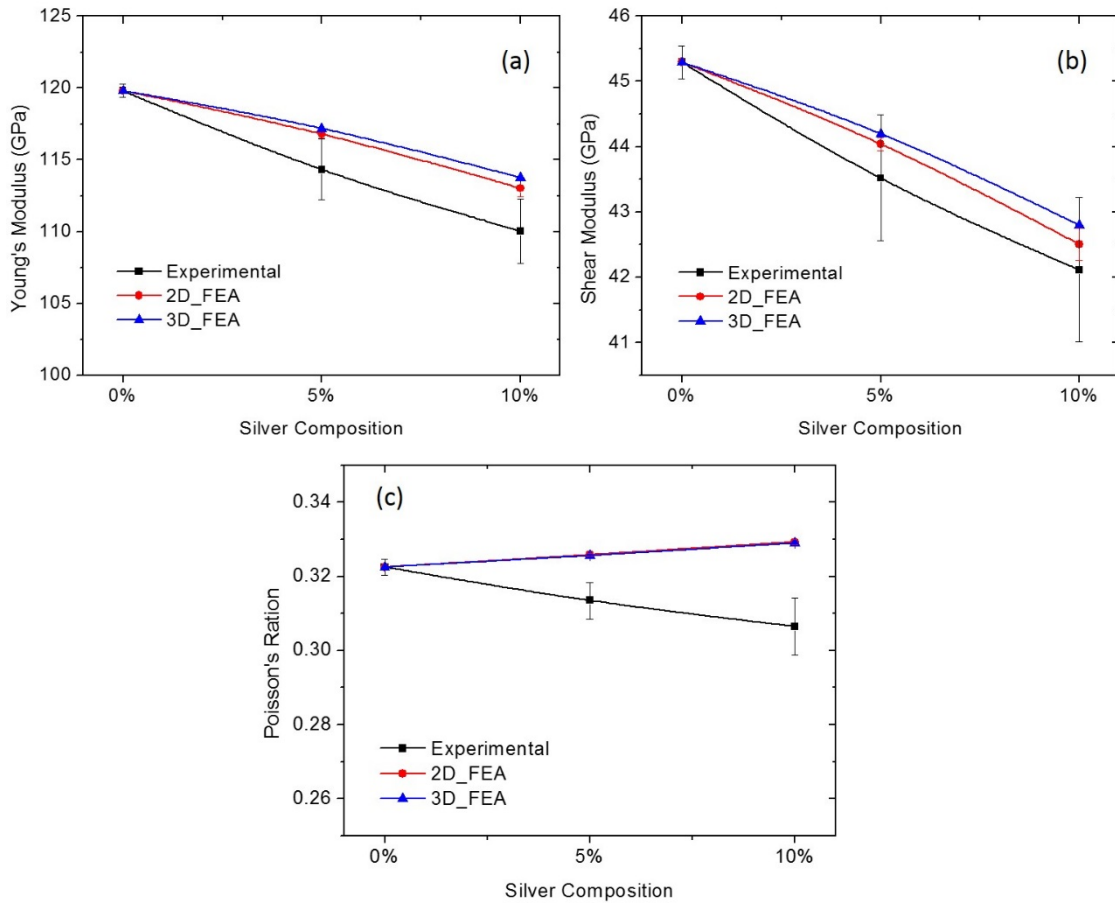 125
120
115
110
105
100
Young's Modulus (GPa)
(a)
Experimental
2D_FEA
3D_FEA
0%
5%
10%
Silver Composition
46
45
44
43
42
41
Shear Modulus (GPa)
(b)
Experimental
2D_FEA
3D_FEA
0%
5%
10%
Silver Composition
0.34
0.32
0.30
0.28
0.26
Poisson's Ration
(c)
Experimental
2D_FEA
3D_FEA
0%
5%
10%
Silver Composition